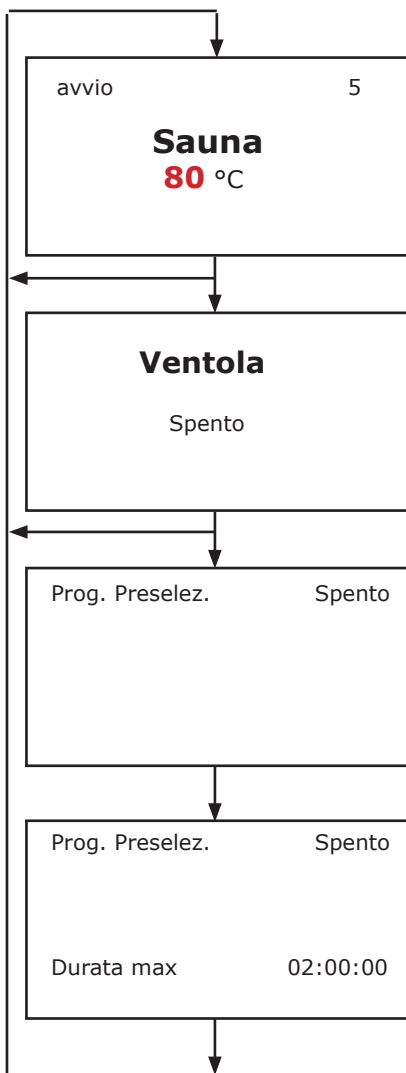 avvio 5
Sauna
80 °C
Ventola
Spento
Prog. Preselez. Spento
Prog. Preselez. Spento
Durata max 02:00:00